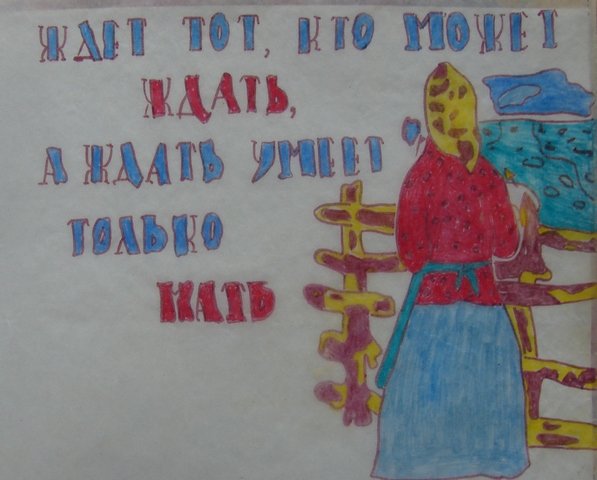 ЖДЕТ ТОТ, КТО МОЖЕТ
ЖДАТЬ,
А ЖДАТЬ УМЕЕТ
ТОЛЬКО
МАТЬ